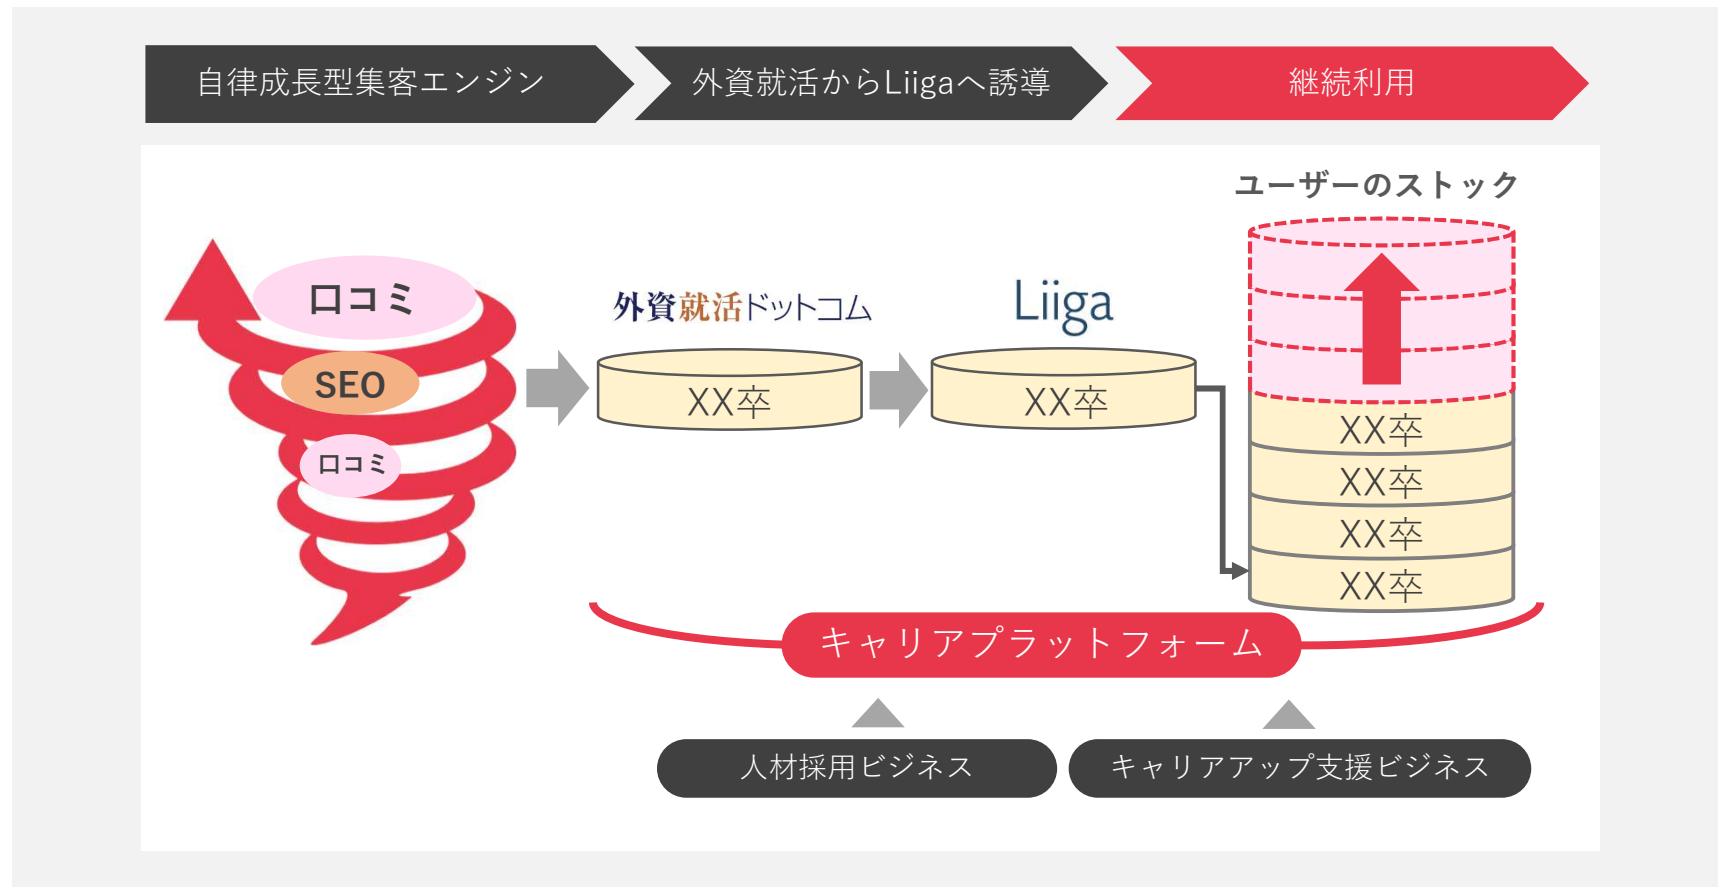 自律成長型集客エンジン
外資就活からLiigaへ誘導
継続利用
ユーザーのストック
口コミ
SEO
口コミ
外資就活ドットコム
XX卒
Liiga
XX卒
XX卒
XX卒
XX卒
XX卒
キャリアプラットフォーム
人材採用ビジネス
キャリアアップ支援ビジネス